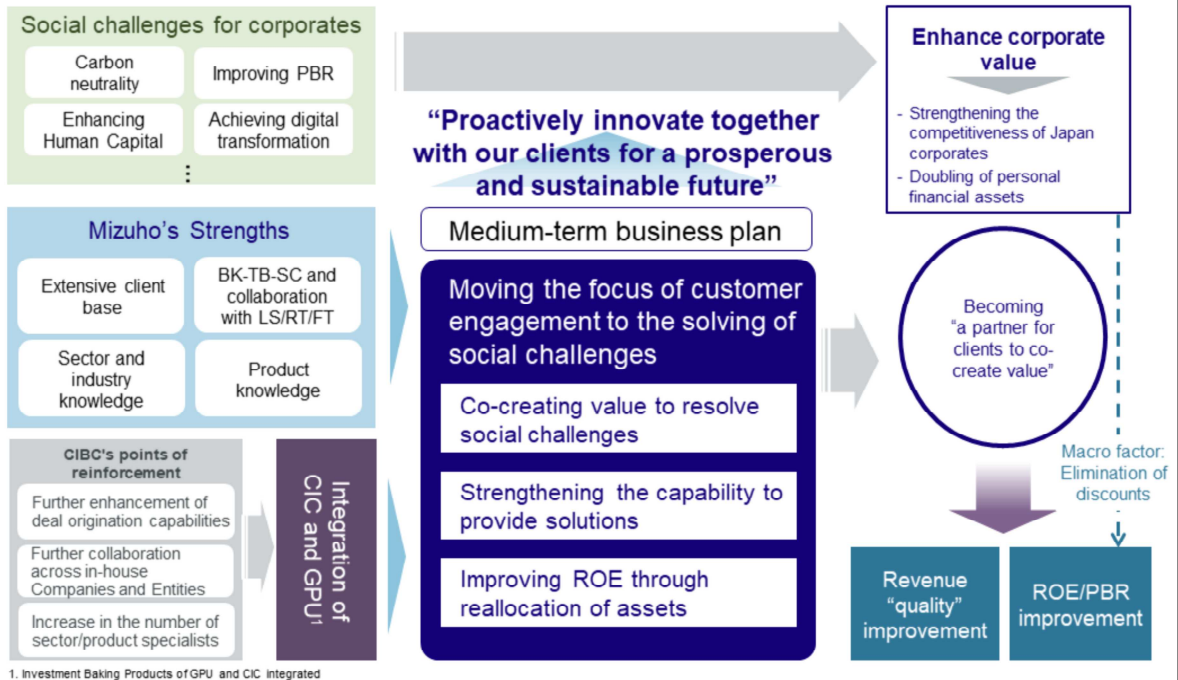 Social challenges for corporates
Carbon
neutrality
Improving PBR
Enhancing
Human Capital
Achieving digital
transformation
⋮
Mizuho's Strengths
Extensive client
base
BK-TB-SC and
collaboration
with LS/RT/FT
Sector and
industry
knowledge
Product
knowledge
CIBC's points of
reinforcement
Further enhancement of
deal origination capabilities
Further collaboration
across in-house
Companies and Entities
Increase in the number of
sector/product specialists
Integration of
CIC and GPU¹
1. Investment Baking Products of GPU and CIC integrated
“Proactively innovate together
with our clients for a prosperous
and sustainable future”
Medium-term business plan
Moving the focus of customer
engagement to the solving of
social challenges
Co-creating value to resolve
social challenges
Strengthening the capability to
provide solutions
Improving ROE through
reallocation of assets
Enhance corporate
value
- Strengthening the
competitiveness of Japan
corporates
- Doubling of personal
financial assets
Becoming
“a partner for
clients to co-
create value”
Macro factor:
Elimination of
discounts
Revenue
“quality”
improvement
ROE/PBR
improvement